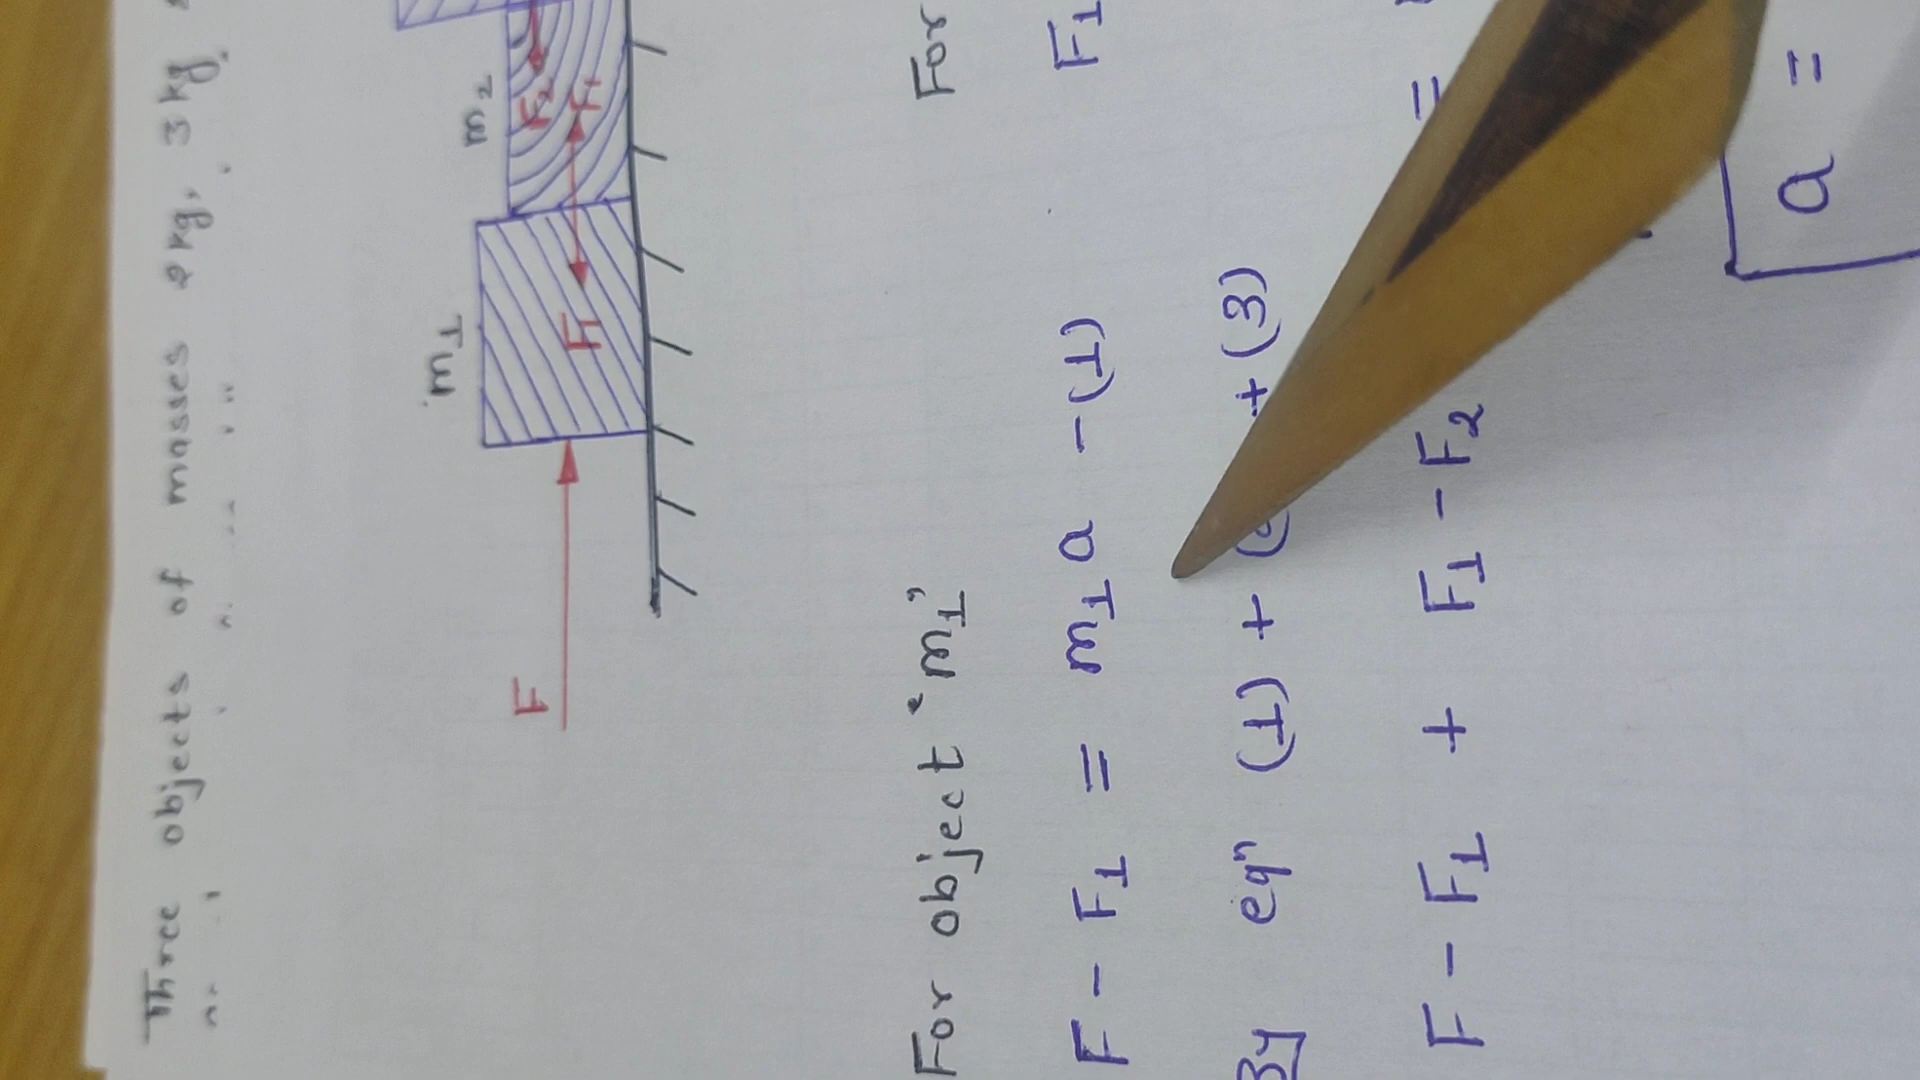 Three objects of masses 2kg, 3kg
m2
F2
F1
m1
F1
F
For object 'm1'
For
F - F1 = m1 a - (1)
F1
By eqn (1) + + (3)
F - F1 + F1 - F2 =
a =